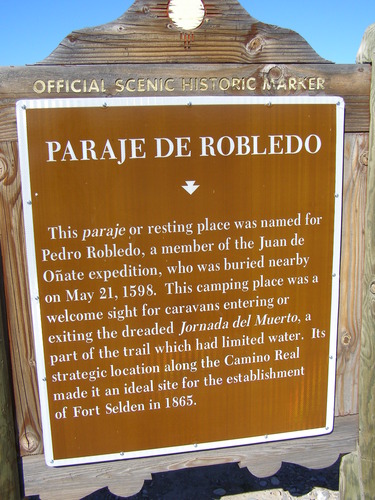 OFFICIAL SCENIC HISTORIC MARKER
PARAJE DE ROBLEDO
This paraje or resting place was named for
Pedro Robledo, a member of the Juan de
Oñate expedition, who was buried nearby
on May 21, 1598. This camping place was a
welcome sight for caravans entering or
exiting the dreaded Jornada del Muerto, a
part of the trail which had limited water. Its
strategic location along the Camino Real
made it an ideal site for the establishment
of Fort Selden in 1865.